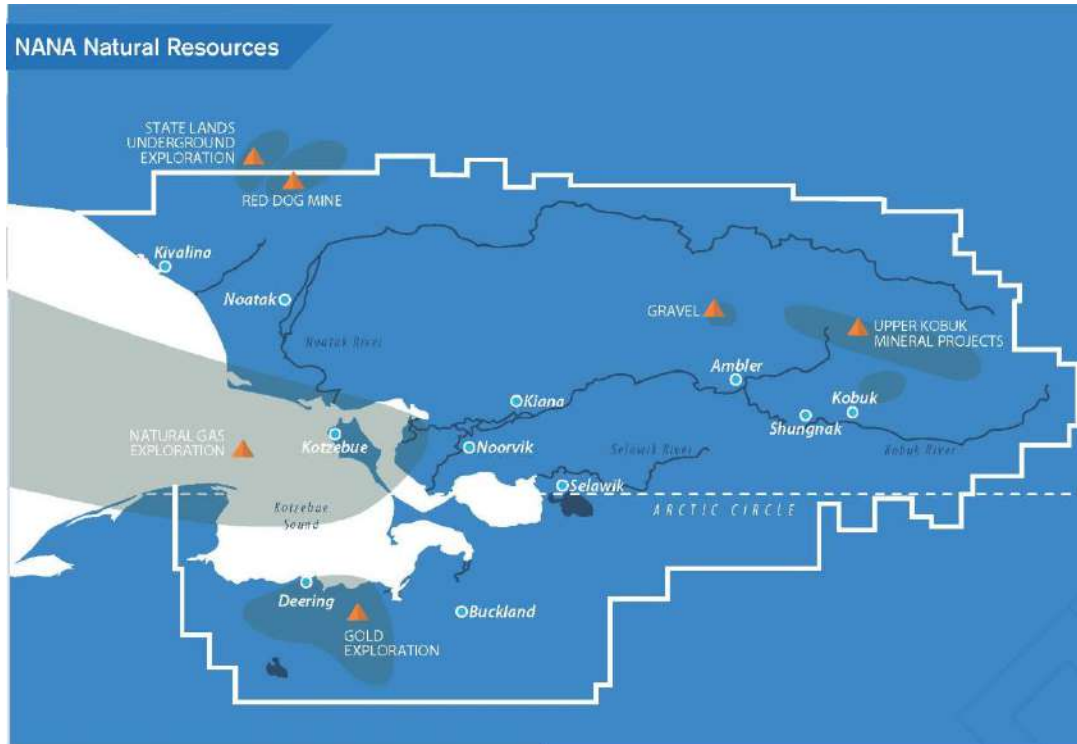 NANA Natural Resources
STATE LANDS
UNDERGROUND
EXPLORATION
RED DOG MINE
Kivalina
Noatak
GRAVEL
UPPER KOBUK
MINERAL PROJECTS
Noatak River
Ambler
Kiana
Kobuk
Shungnak
NATURAL GAS
EXPLORATION
Kotzebue
Noorvik
Selawik River
Kobuk River
Selawik
Kotzebue
Sound
ARCTIC CIRCLE
Deering
Buckland
GOLD
EXPLORATION